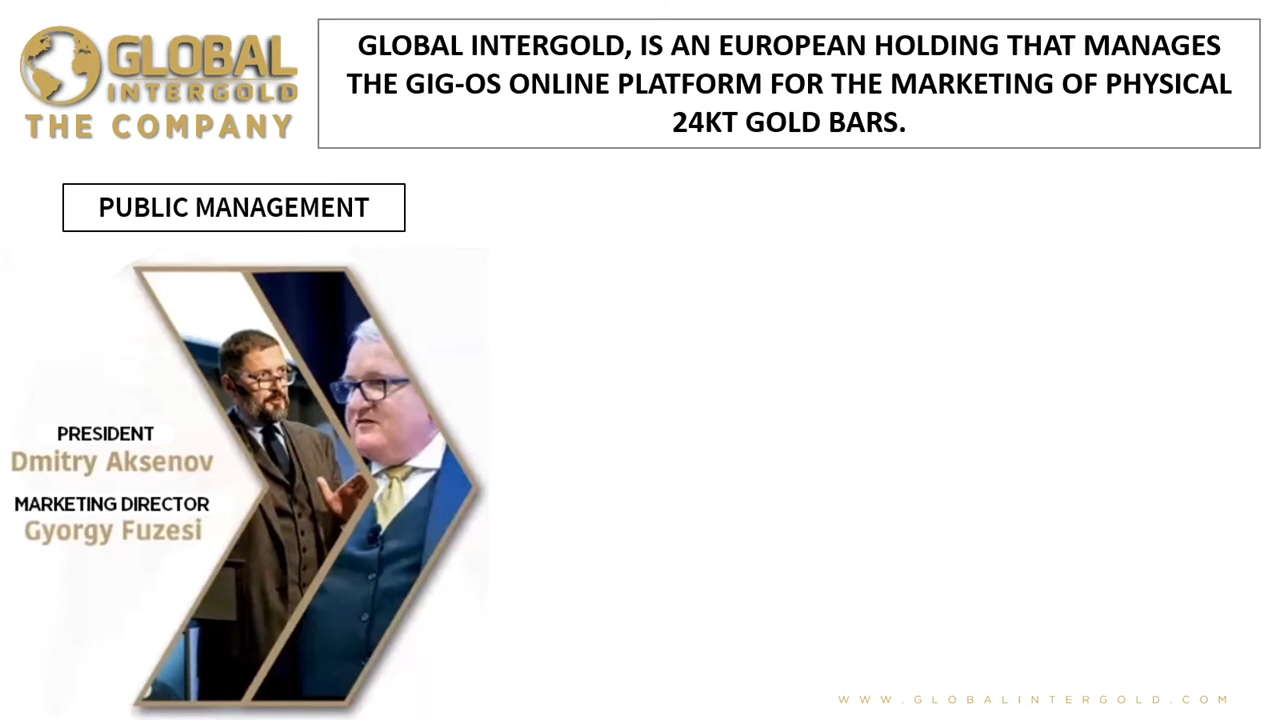 GLOBAL
INTERGOLD
THE COMPANY
GLOBAL INTERGOLD, IS AN EUROPEAN HOLDING THAT MANAGES
THE GIG-OS ONLINE PLATFORM FOR THE MARKETING OF PHYSICAL
24KT GOLD BARS.
PUBLIC MANAGEMENT
PRESIDENT
Dmitry Aksenov
MARKETING DIRECTOR
Gyorgy Fuzesi
WWW.GLOBALINTERGOLD.COM